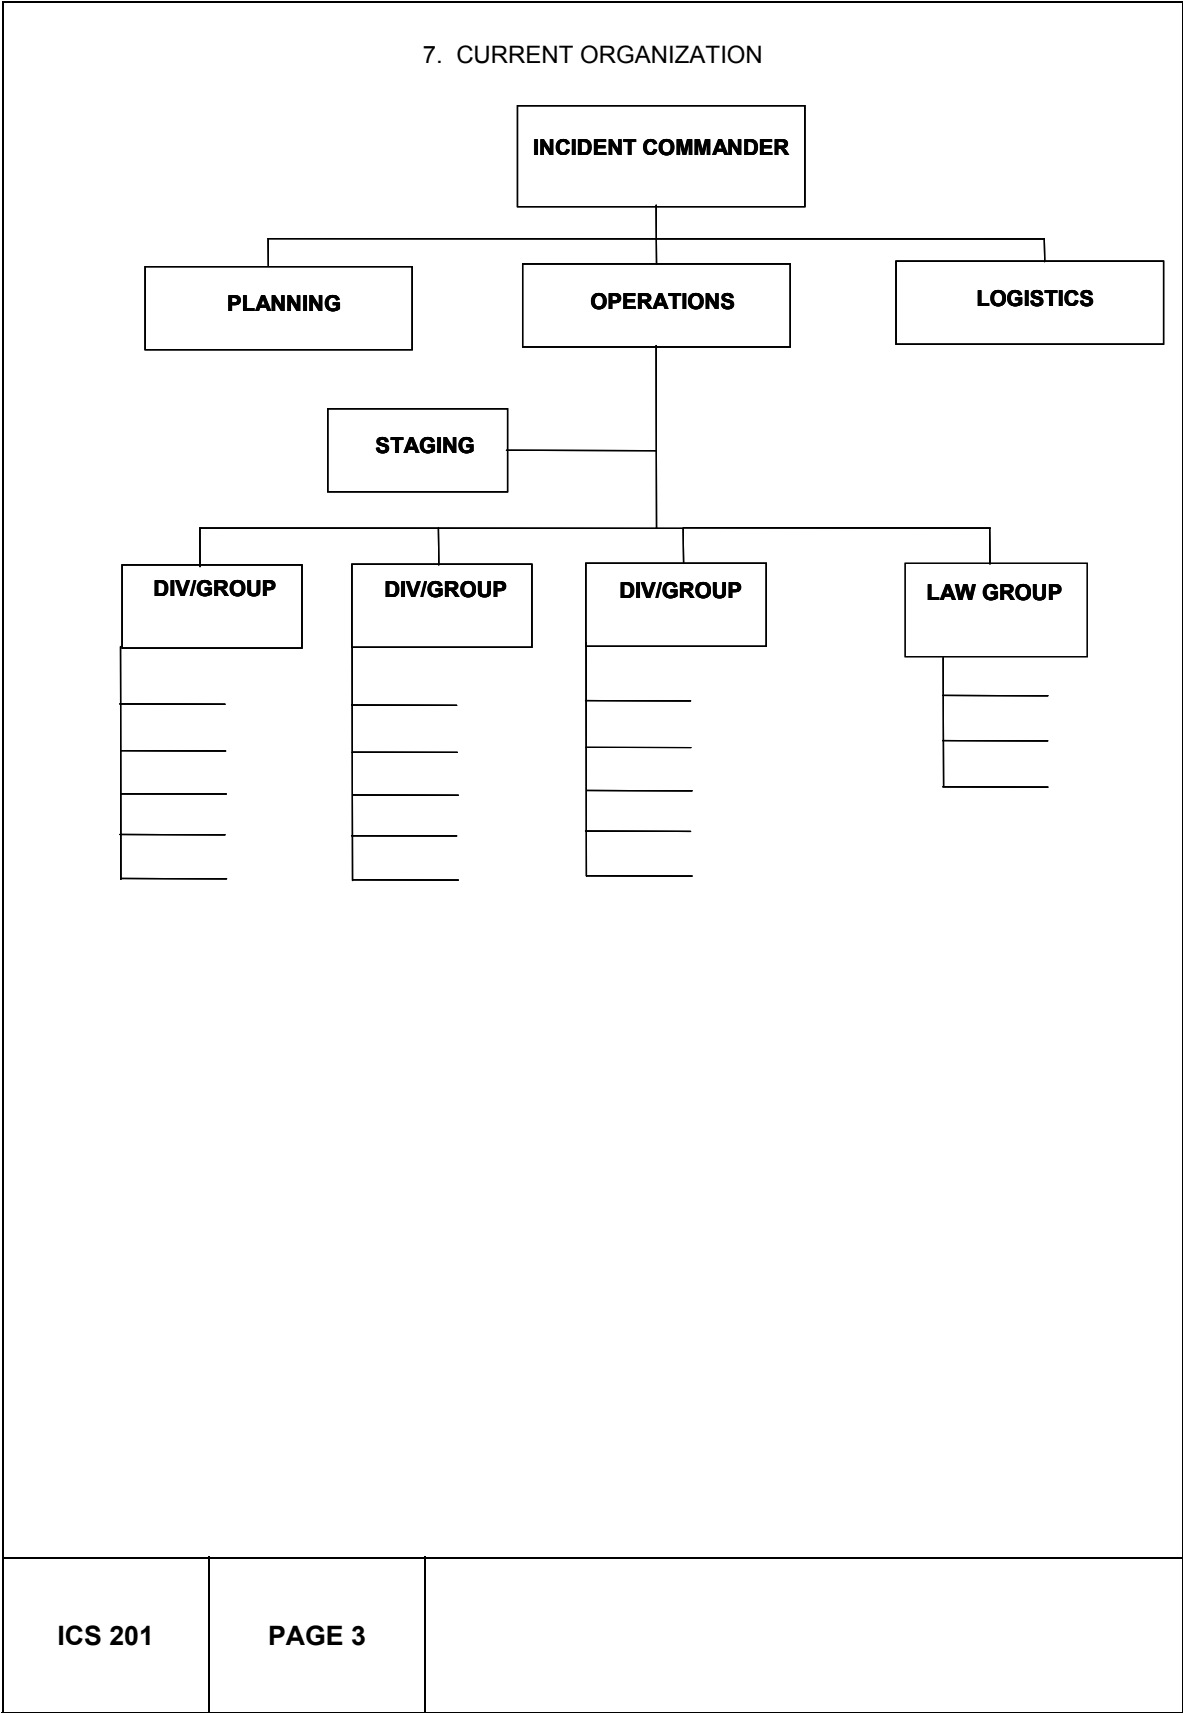 7. CURRENT ORGANIZATION
INCIDENT COMMANDER
PLANNING
OPERATIONS
LOGISTICS
STAGING
DIV/GROUP
DIV/GROUP
DIV/GROUP
LAW GROUP
ICS 201
PAGE 3